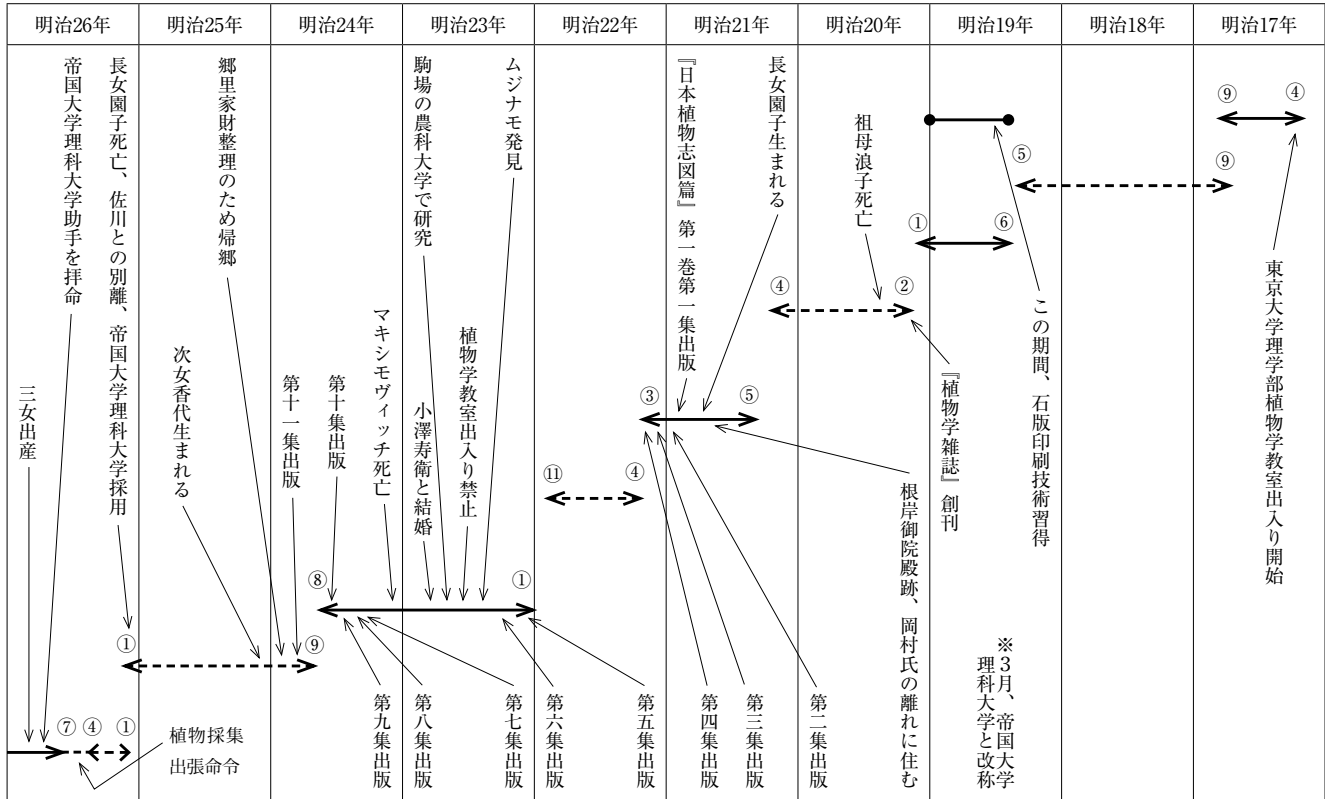 明治17年
明治18年
明治19年
明治20年
明治21年
明治22年
明治23年
明治24年
明治25年
明治26年
④
⑨
東京大学理学部植物学教室出入り開始
⑨
⑤
この期間、石版印刷技術習得
⑥
①
※3月、帝国大学
理科大学と改称
『植物学雑誌』創刊
②
祖母浪子死亡
④
根岸御院殿跡、岡村氏の離れに住む
長女園子生まれる
⑤
『日本植物志図篇』第一巻第一集出版
③
第二集出版
第三集出版
第四集出版
④
⑪
第五集出版
①
第六集出版
ムジナモ発見
植物学教室出入り禁止
駒場の農科大学で研究
小澤寿衛と結婚
マキシモヴィッチ死亡
第七集出版
第八集出版
第九集出版
第十集出版
⑧
⑨
第十一集出版
郷里家財整理のため帰郷
次女香代生まれる
①
長女園子死亡、佐川との別離、帝国大学理科大学採用
帝国大学理科大学助手を拝命
三女出産
①
④
⑦
植物採集
出張命令